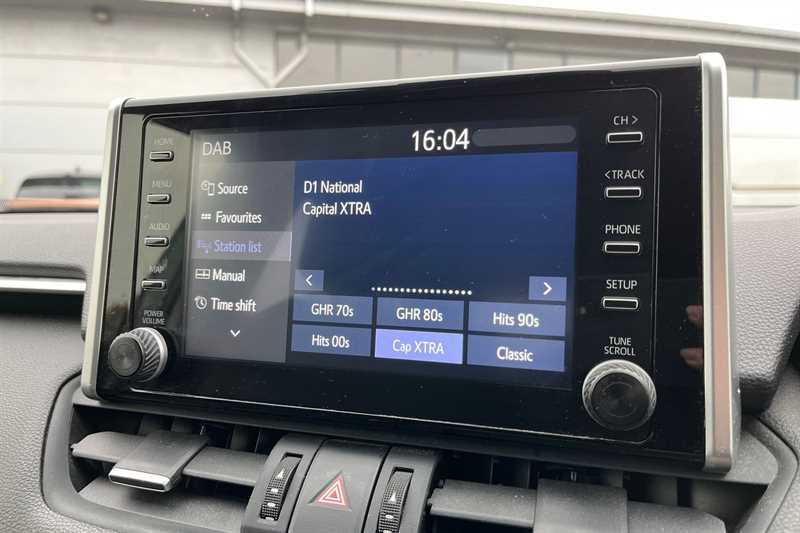 HOME
MENU
AUDIO
MAP
POWER
VOLUME
DAB
16:04
Source
Favourites
Station list
Manual
Time shift
D1 National
Capital XTRA
GHR 70s
GHR 80s
Hits 90s
Hits 00s
Cap XTRA
Classic
CH >
< TRACK
PHONE
SETUP
TUNE
SCROLL